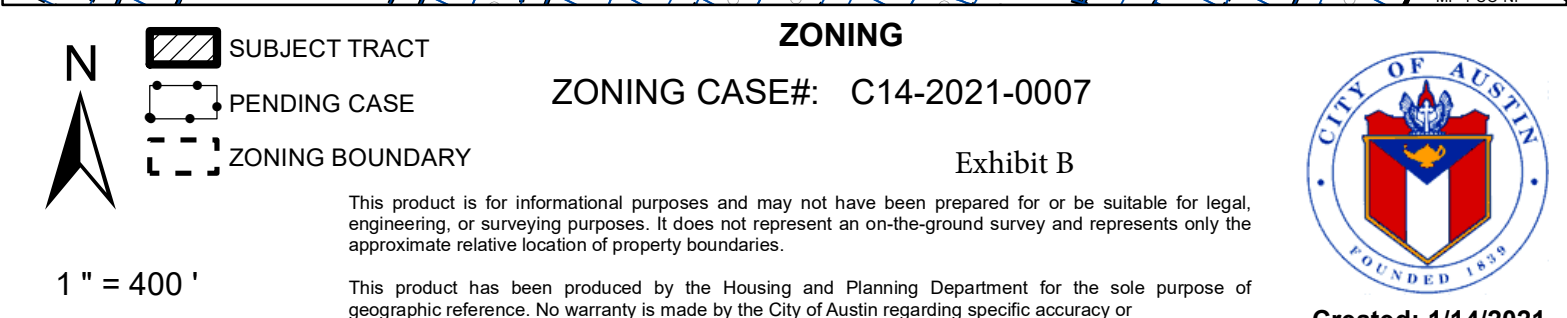 ZONING
N
SUBJECT TRACT
PENDING CASE
ZONING BOUNDARY
ZONING CASE#: C14-2021-0007
Exhibit B
This product is for informational purposes and may not have been prepared for or be suitable for legal,
engineering, or surveying purposes. It does not represent an on-the-ground survey and represents only the
approximate relative location of property boundaries.
1 " = 400 '
This product has been produced by the Housing and Planning Department for the sole purpose of
geographic reference. No warranty is made by the City of Austin regarding specific accuracy or
CITY OF AUSTIN
FOUNDED 1839
Created: 1/14/2021